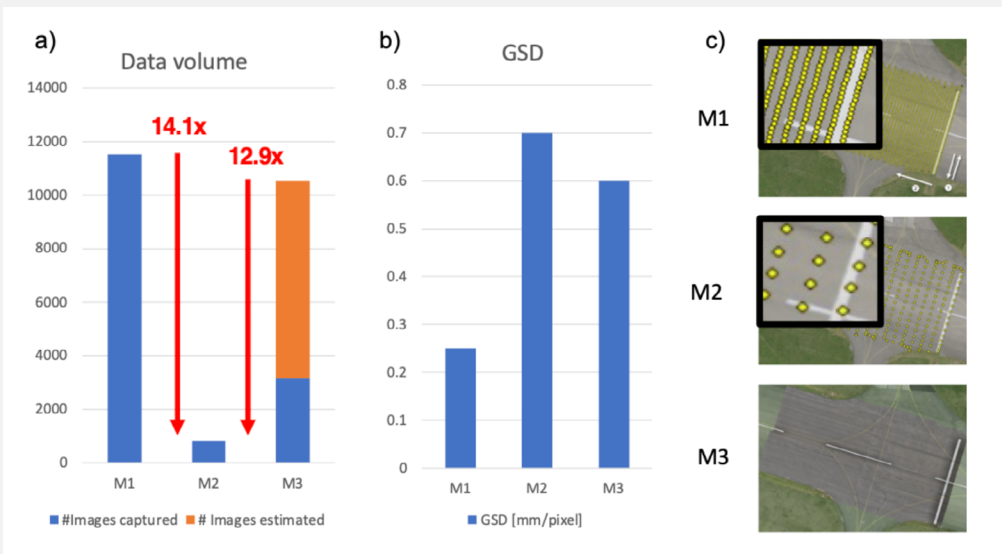 a)
Data volume
14000
12000
10000
8000
6000
4000
2000
0
14.1x
12.9x
M1
M2
M3
#Images captured
# Images estimated
b)
GSD
0.8
0.7
0.6
0.5
0.4
0.3
0.2
0.1
0
M1
M2
M3
GSD [mm/pixel]
c)
M1
M2
M3